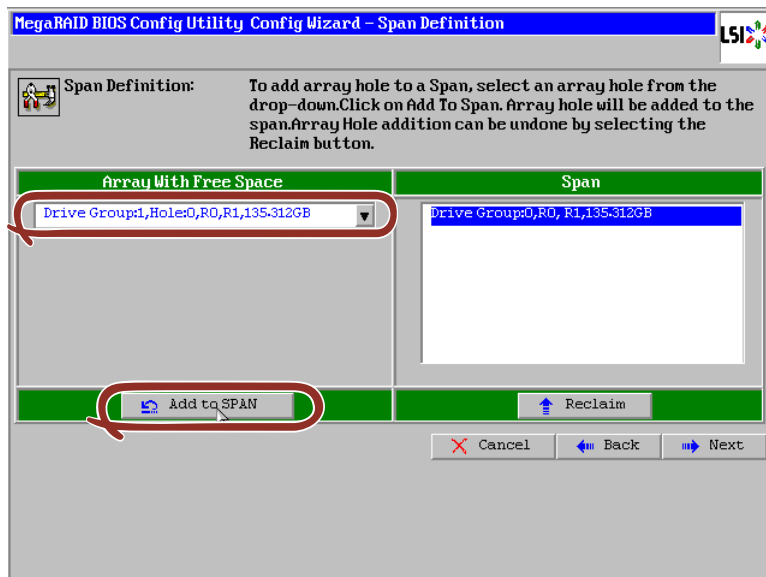 MegaRAID BIOS Config Utility Config Wizard – Span Definition
LSI
Span Definition:
To add array hole to a Span, select an array hole from the
drop-down.Click on Add To Span. Array hole will be added to the
span.Array Hole addition can be undone by selecting the
Reclaim button.
Array With Free Space
Span
Drive Group:1,Hole:0,R0,R1,135.312GB
Drive Group:0,R0, R1,135.312GB
Add to SPAN
Reclaim
Cancel
Back
Next